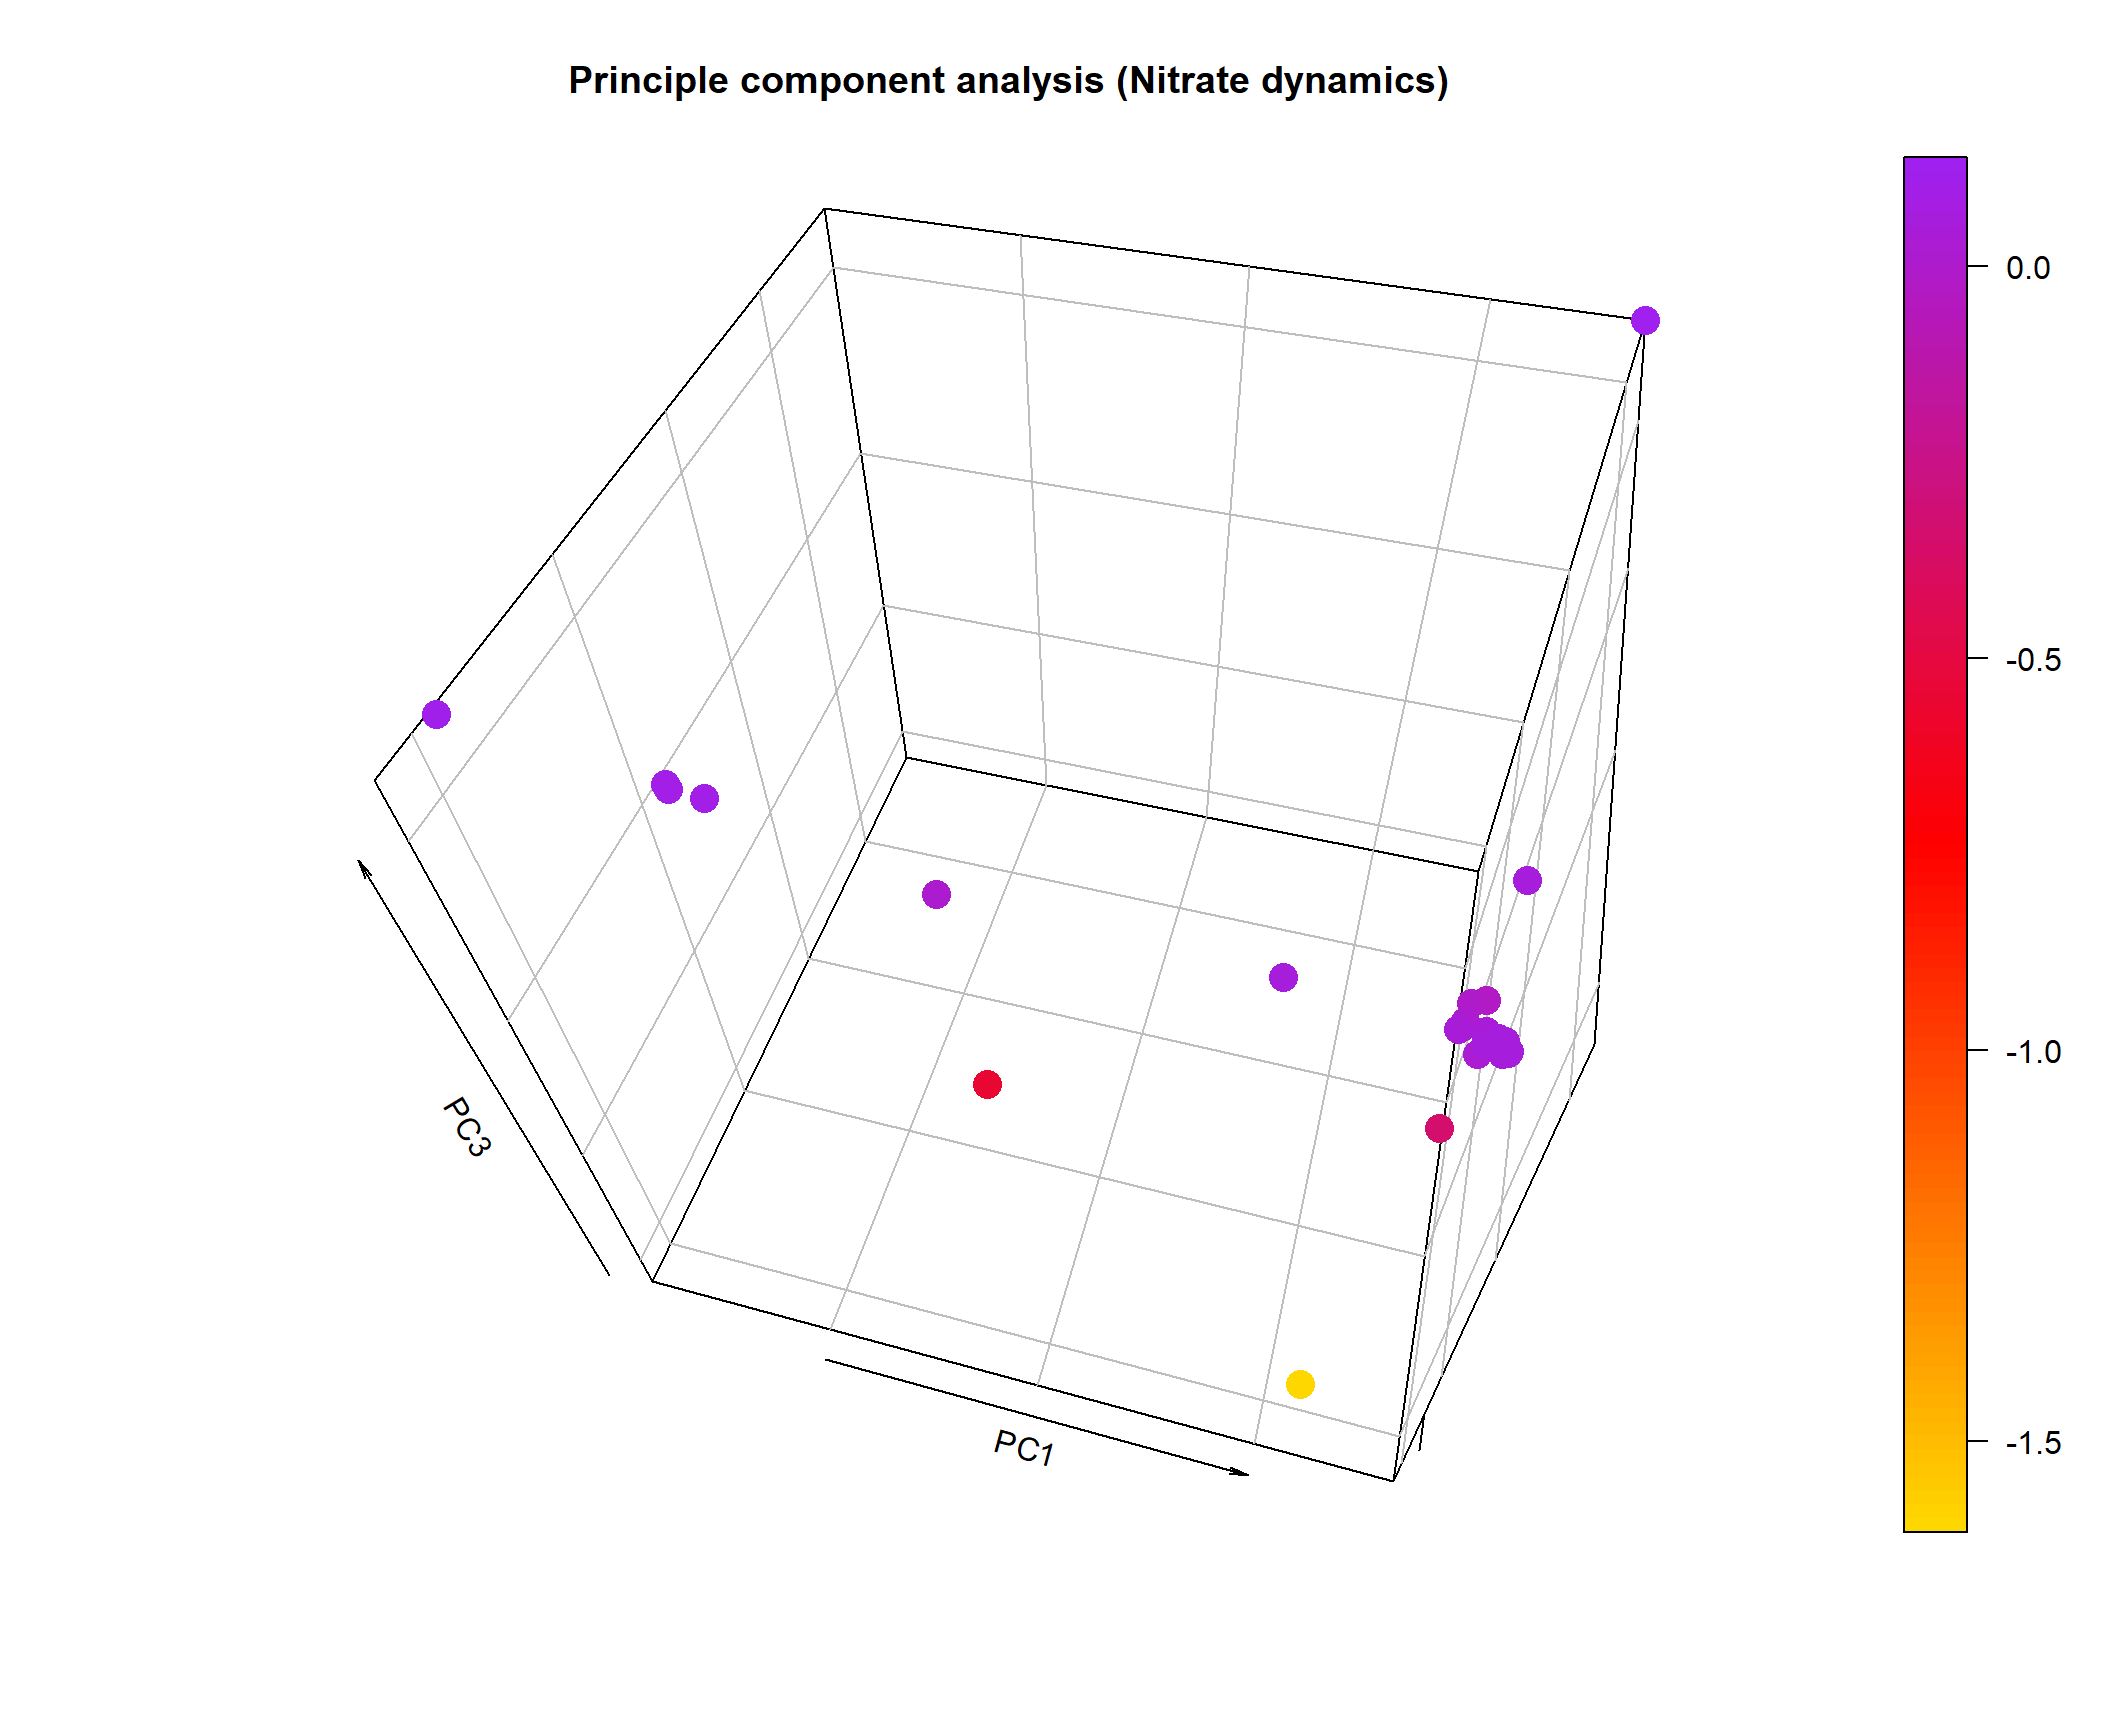 Principle component analysis (Nitrate dynamics)
0.0
-0.5
-1.0
-1.5
PC3
PC1